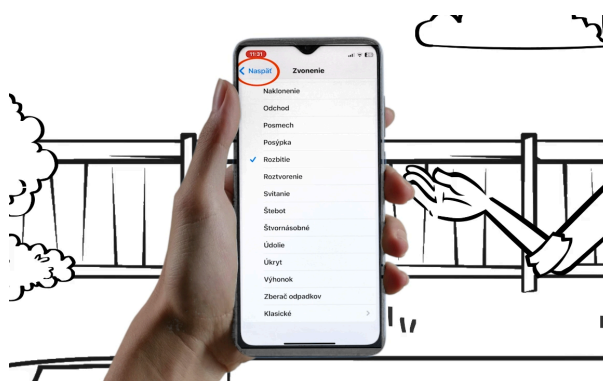 11:31
Naspäť Zvonenie
Naklonenie
Odchod
Posmech
Posýpka
Rozbitie
Roztvorenie
Svitanie
Štebot
Štvornásobné
Údolie
Úkryt
Výhonok
Zberač odpadkov
Klasické